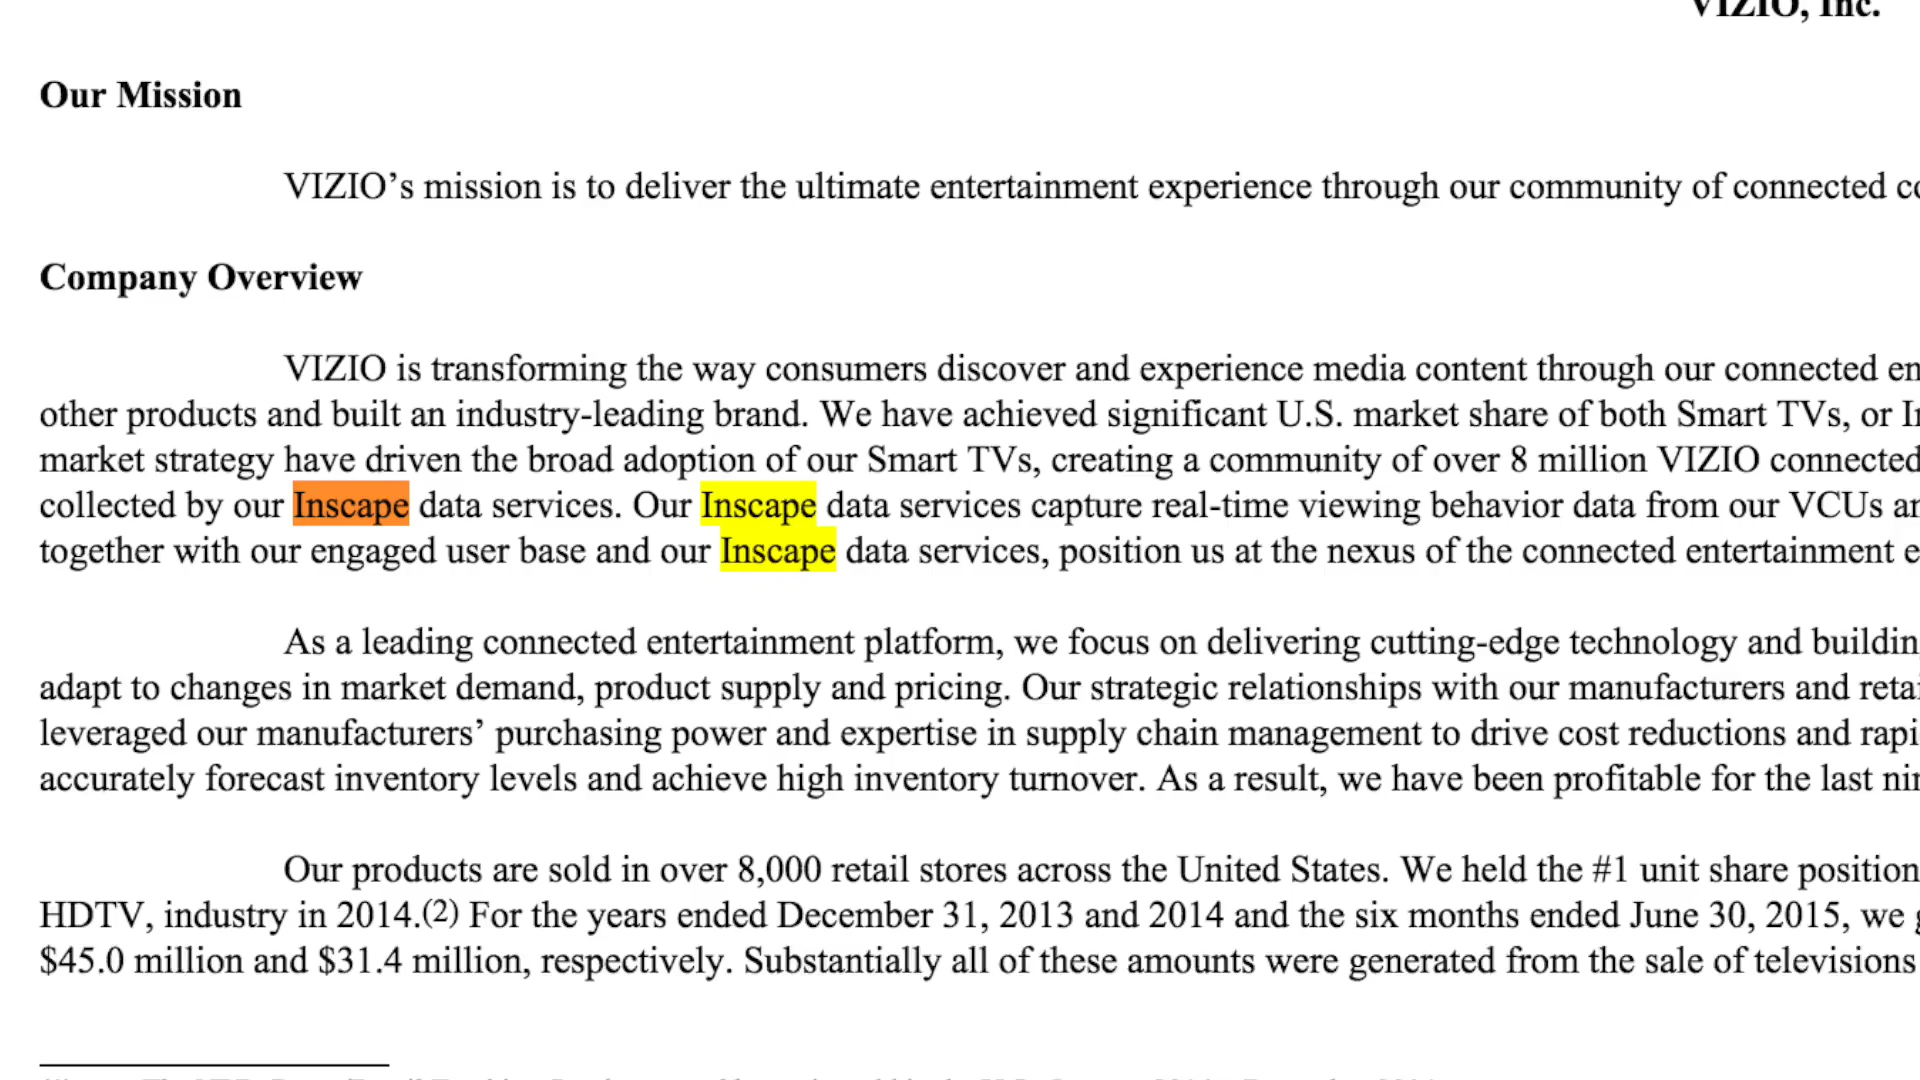 VIZIO, Inc.
Our Mission
VIZIO’s mission is to deliver the ultimate entertainment experience through our community of connected
Company Overview
VIZIO is transforming the way consumers discover and experience media content through our connected
other products and built an industry-leading brand. We have achieved significant U.S. market share of both Smart TVs, or
market strategy have driven the broad adoption of our Smart TVs, creating a community of over 8 million VIZIO connected
collected by our Inscape data services. Our Inscape data services capture real-time viewing behavior data from our VCUs
together with our engaged user base and our Inscape data services, position us at the nexus of the connected entertainment
As a leading connected entertainment platform, we focus on delivering cutting-edge technology and
adapt to changes in market demand, product supply and pricing. Our strategic relationships with our manufacturers and
leveraged our manufacturers’ purchasing power and expertise in supply chain management to drive cost reductions and
accurately forecast inventory levels and achieve high inventory turnover. As a result, we have been profitable for the last
Our products are sold in over 8,000 retail stores across the United States. We held the #1 unit share position
HDTV, industry in 2014.(2) For the years ended December 31, 2013 and 2014 and the six months ended June 30, 2015, we
$45.0 million and $31.4 million, respectively. Substantially all of these amounts were generated from the sale of televisions